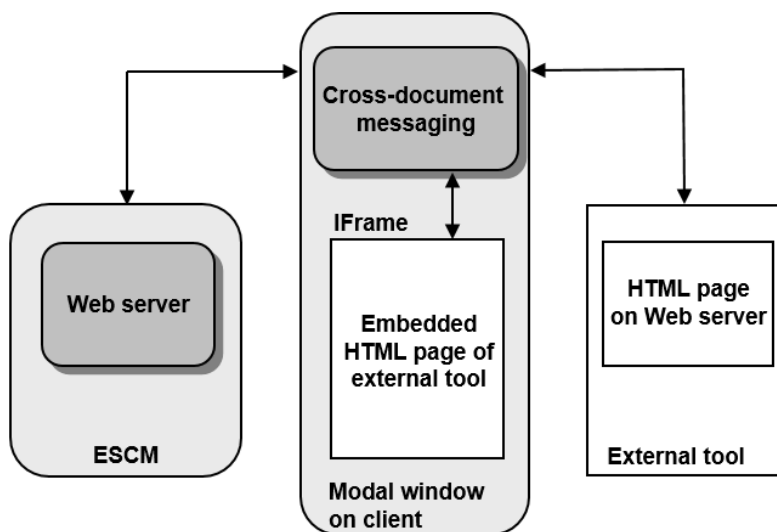 Cross-document
messaging
IFrame
Web server
Embedded
HTML page of
external tool
HTML page
on Web server
ESCM
External tool
Modal window
on client